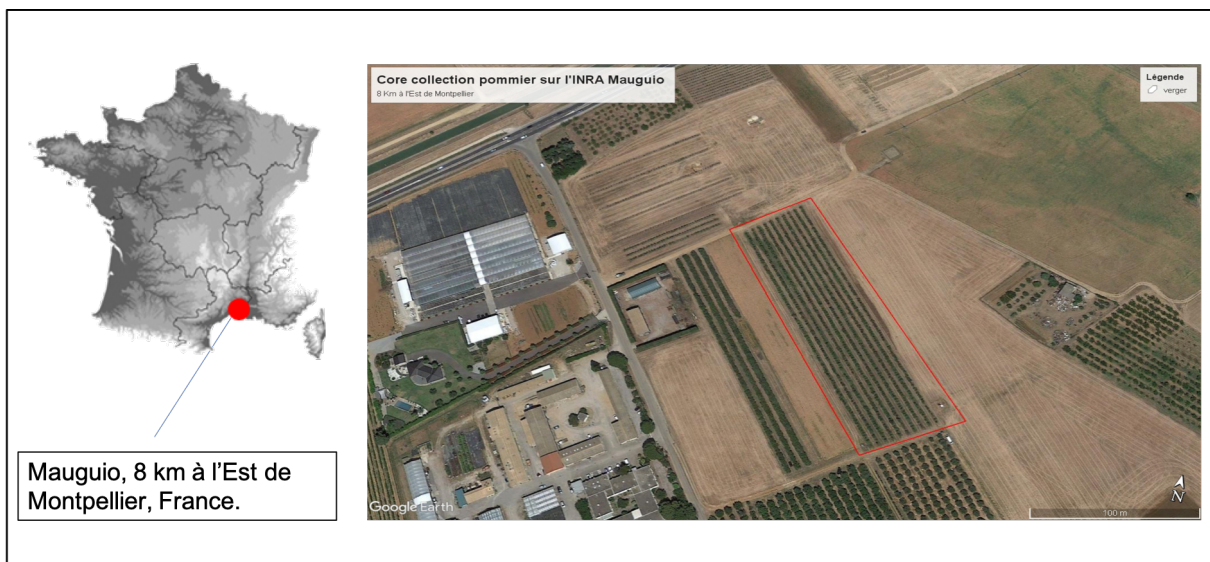 Core collection pommier sur l'INRA Mauguio
8 Km à l'Est de Montpellier
Légende
verger
Mauguio, 8 km à l'Est de
Montpellier, France.
Google Earth
N
100 m